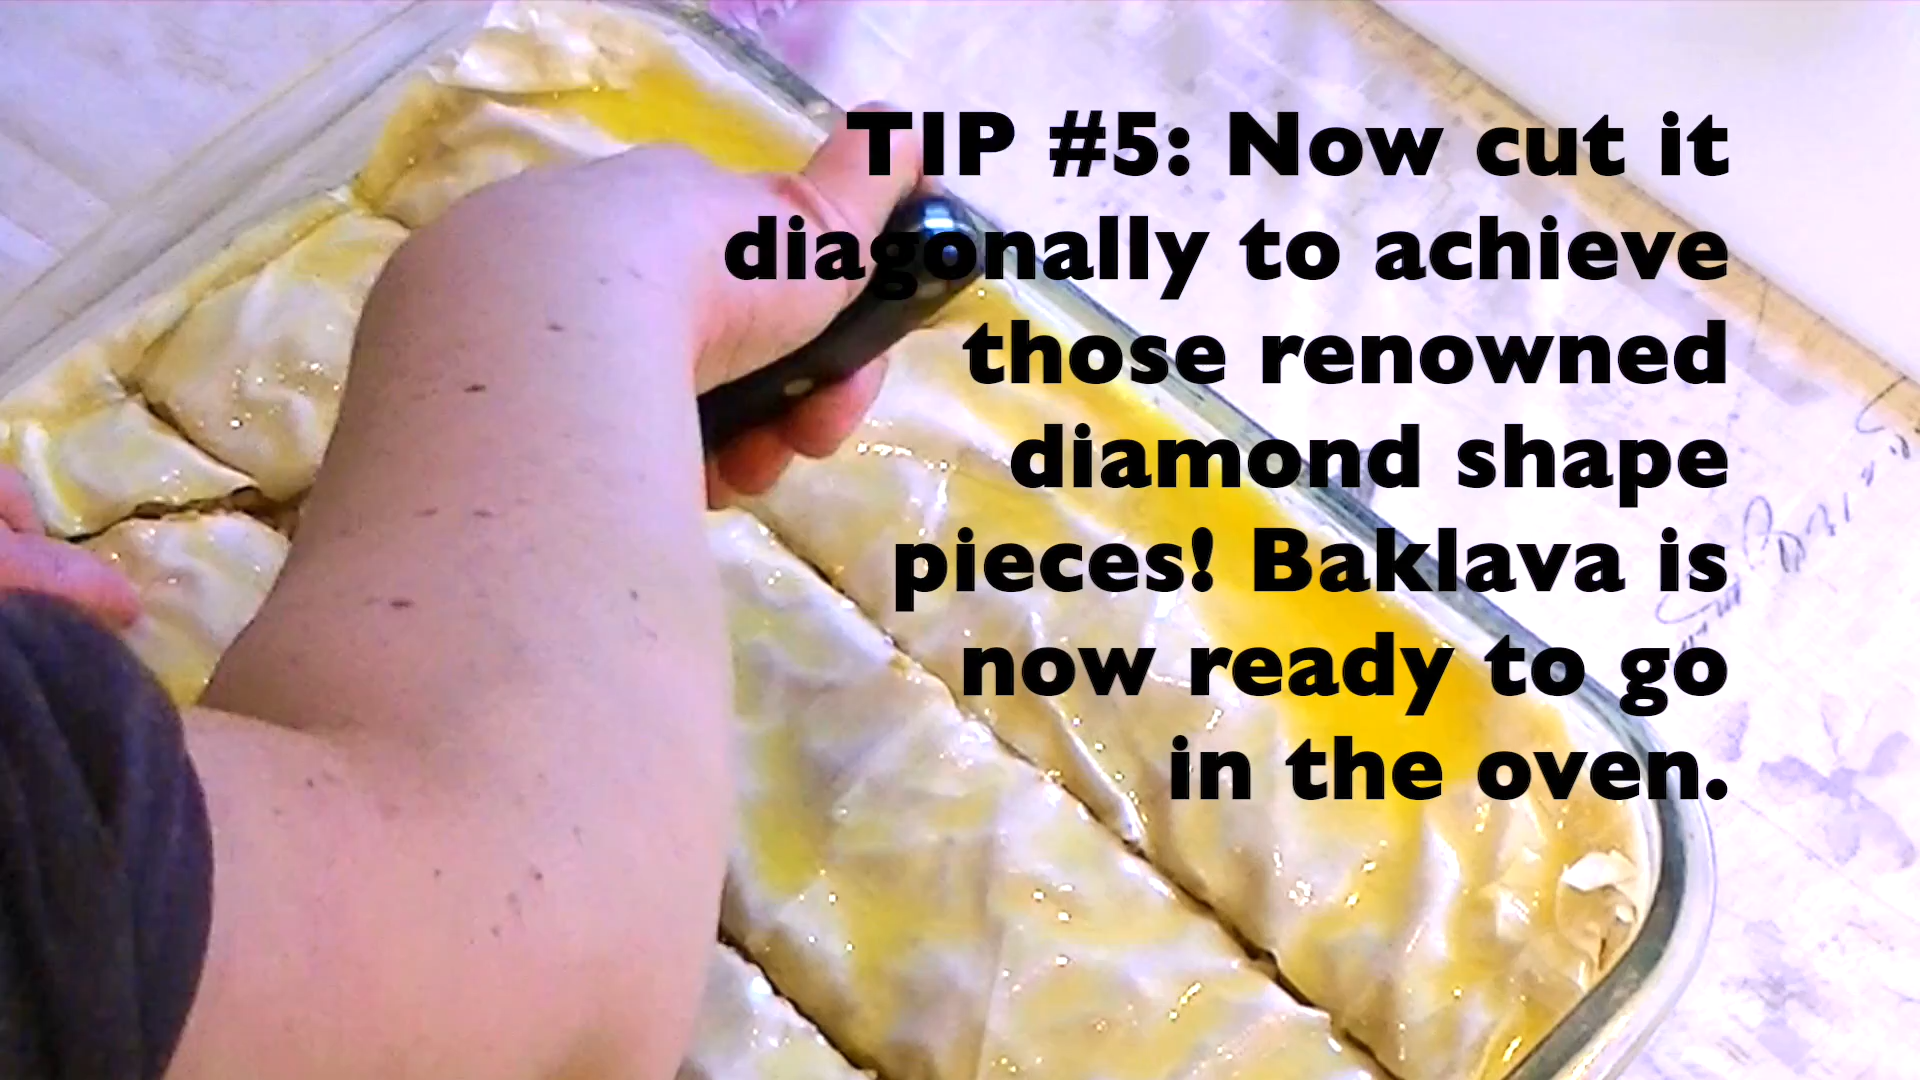 TIP #5: Now cut it
diagonally to achieve
those renowned
diamond shape
pieces! Baklava is
now ready to go
in the oven.